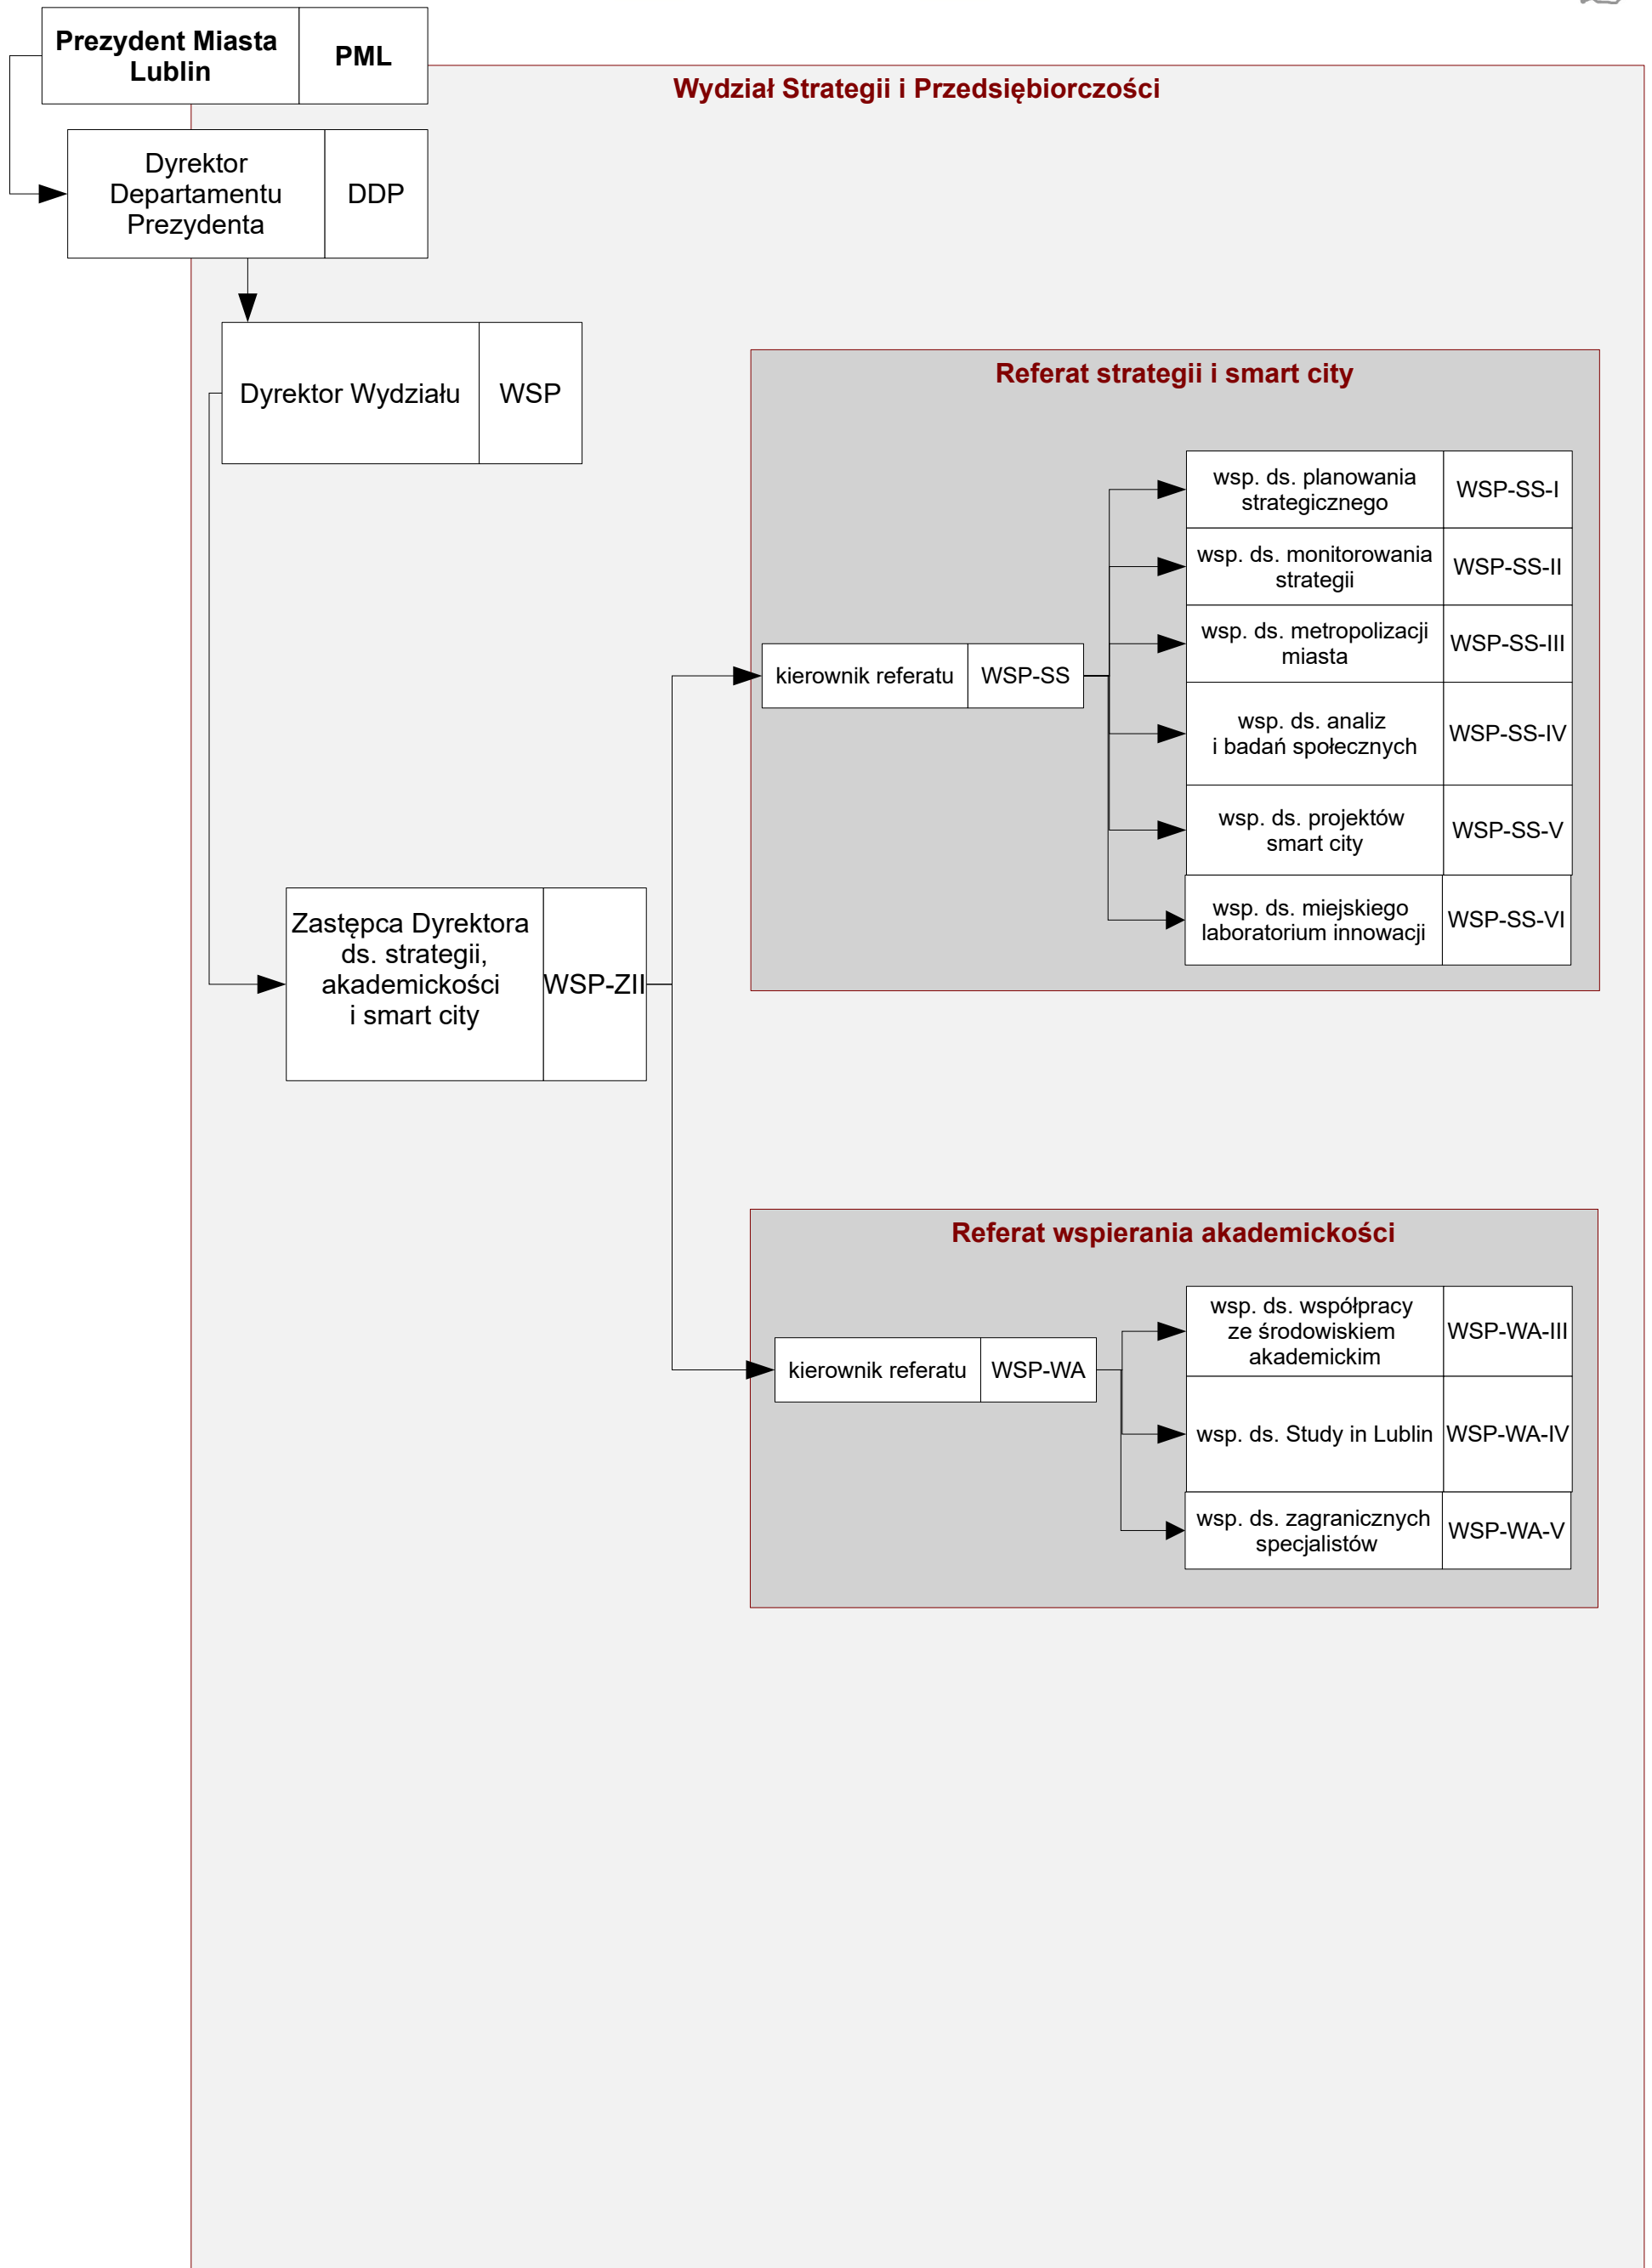 Prezydent Miasta
Lublin
PML
Wydział Strategii i Przedsiębiorczości
Dyrektor
Departamentu
Prezydenta
DDP
Dyrektor Wydziału
WSP
Referat strategii i smart city
wsp. ds. planowania
strategicznego
WSP-SS-I
wsp. ds. monitorowania
strategii
WSP-SS-II
wsp. ds. metropolizacji
miasta
WSP-SS-III
kierownik referatu
WSP-SS
wsp. ds. analiz
i badań społecznych
WSP-SS-IV
wsp. ds. projektów
smart city
WSP-SS-V
wsp. ds. miejskiego
laboratorium innowacji
WSP-SS-VI
Zastępca Dyrektora
ds. strategii,
akademickości
i smart city
WSP-ZII
Referat wspierania akademickości
wsp. ds. współpracy
ze środowiskiem
akademickim
WSP-WA-III
kierownik referatu
WSP-WA
wsp. ds. Study in Lublin
WSP-WA-IV
wsp. ds. zagranicznych
specjalistów
WSP-WA-V